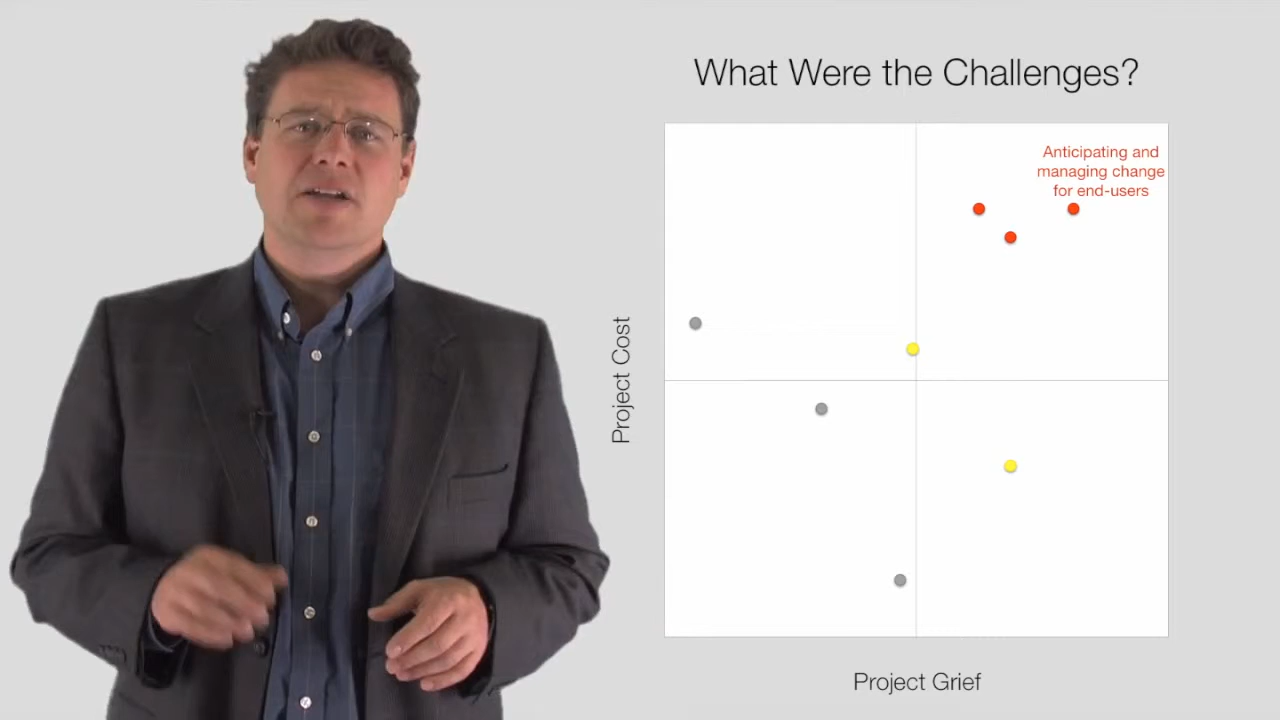 What Were the Challenges?
Anticipating and
managing change
for end-users
Project Cost
Project Grief